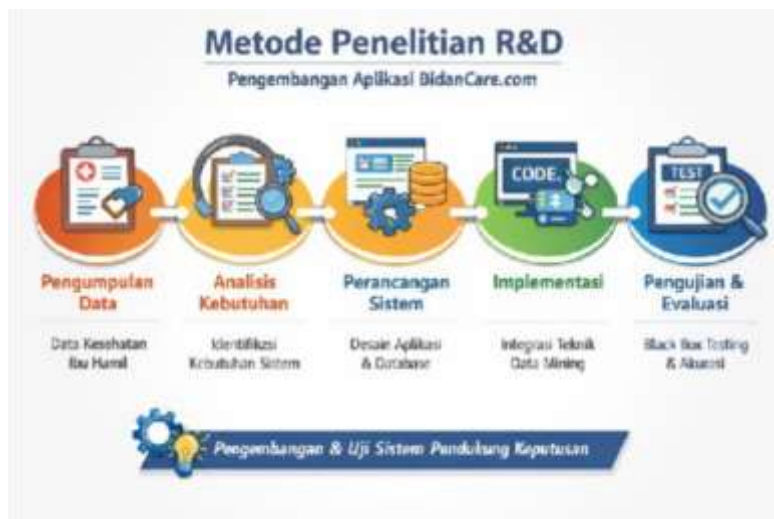 Metode Penelitian R&D
Pengembangan Aplikasi BidanCare.com
CODE.
TEST
Pengumpulan
Data
Analisis
Kebutuhan
Perancangan
Sistem
Implementasi
Pengujian &
Evaluasi
Data Kesehatan
Ibu Hamil
Identifikasi
Kebutuhan Sistem
Desain Aplikasi
& Database
Integrasi Teknik
Data Mining
Black Box Testing
& Akurasi
Pengembangan & Uji Sistem Pendukung Keputusan